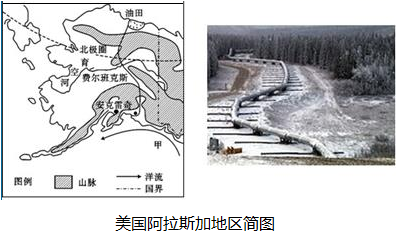 油田
北极圈
育
空
河
费尔班克斯
安克雷奇
甲
图例
山脉
洋流
国界
美国阿拉斯加地区简图